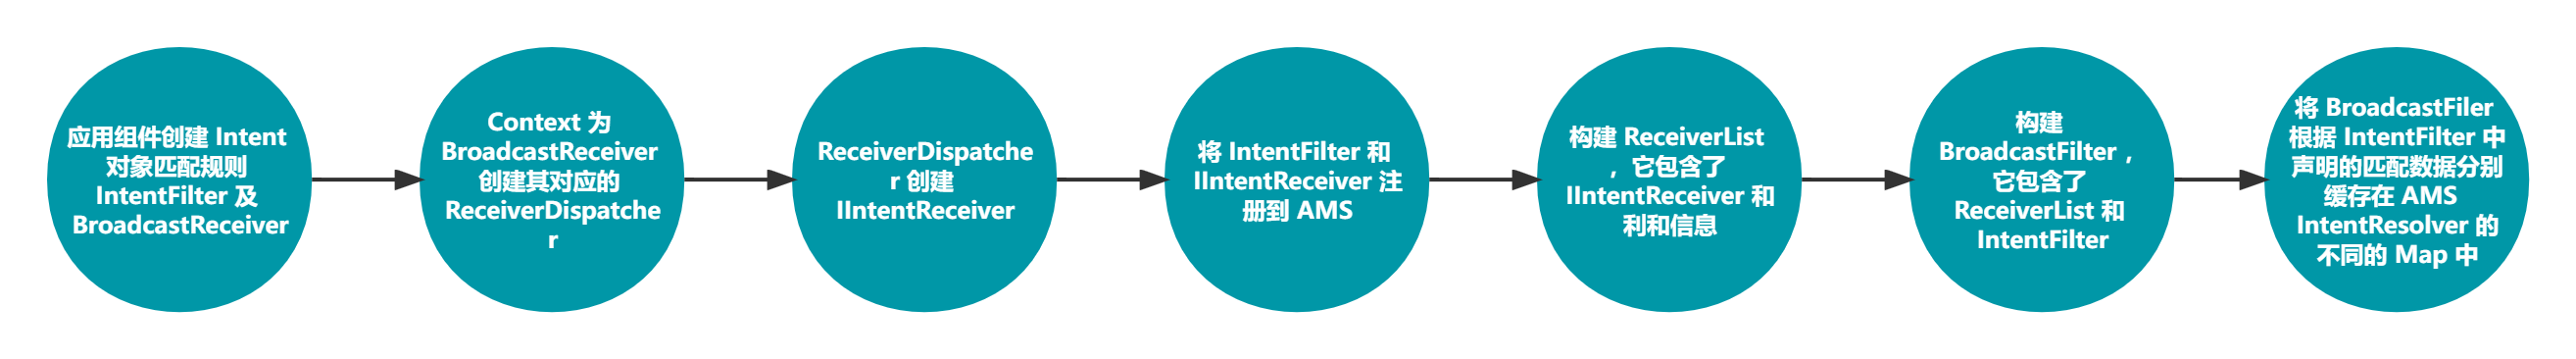 应用组件创建 Intent
对象匹配规则
IntentFilter 及
BroadcastReceiver
Context 为
BroadcastReceiver
创建其对应的
ReceiverDispatche
r
ReceiverDispatche
r 创建
IIntentReceiver
将 IntentFilter 和
IIntentReceiver 注
册到 AMS
构建 ReceiverList
，它包含了
IIntentReceiver 和
利和信息
构建
BroadcastFilter，
它包含了
ReceiverList 和
IntentFilter
将 BroadcastFiler
根据 IntentFilter 中
声明的匹配数据分别
缓存在 AMS
IntentResolver 的
不同的 Map 中